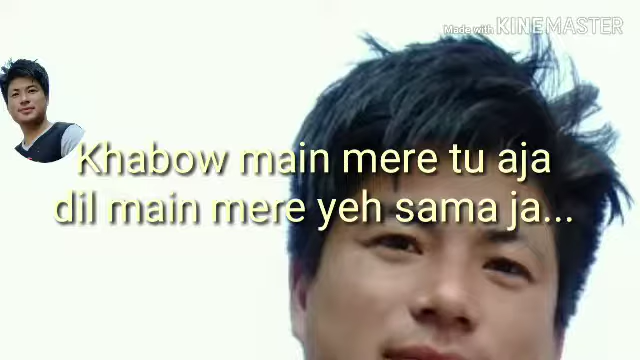 Made with KINEMASTER
Khabow main mere tu aja
dil main mere yeh sama ja...